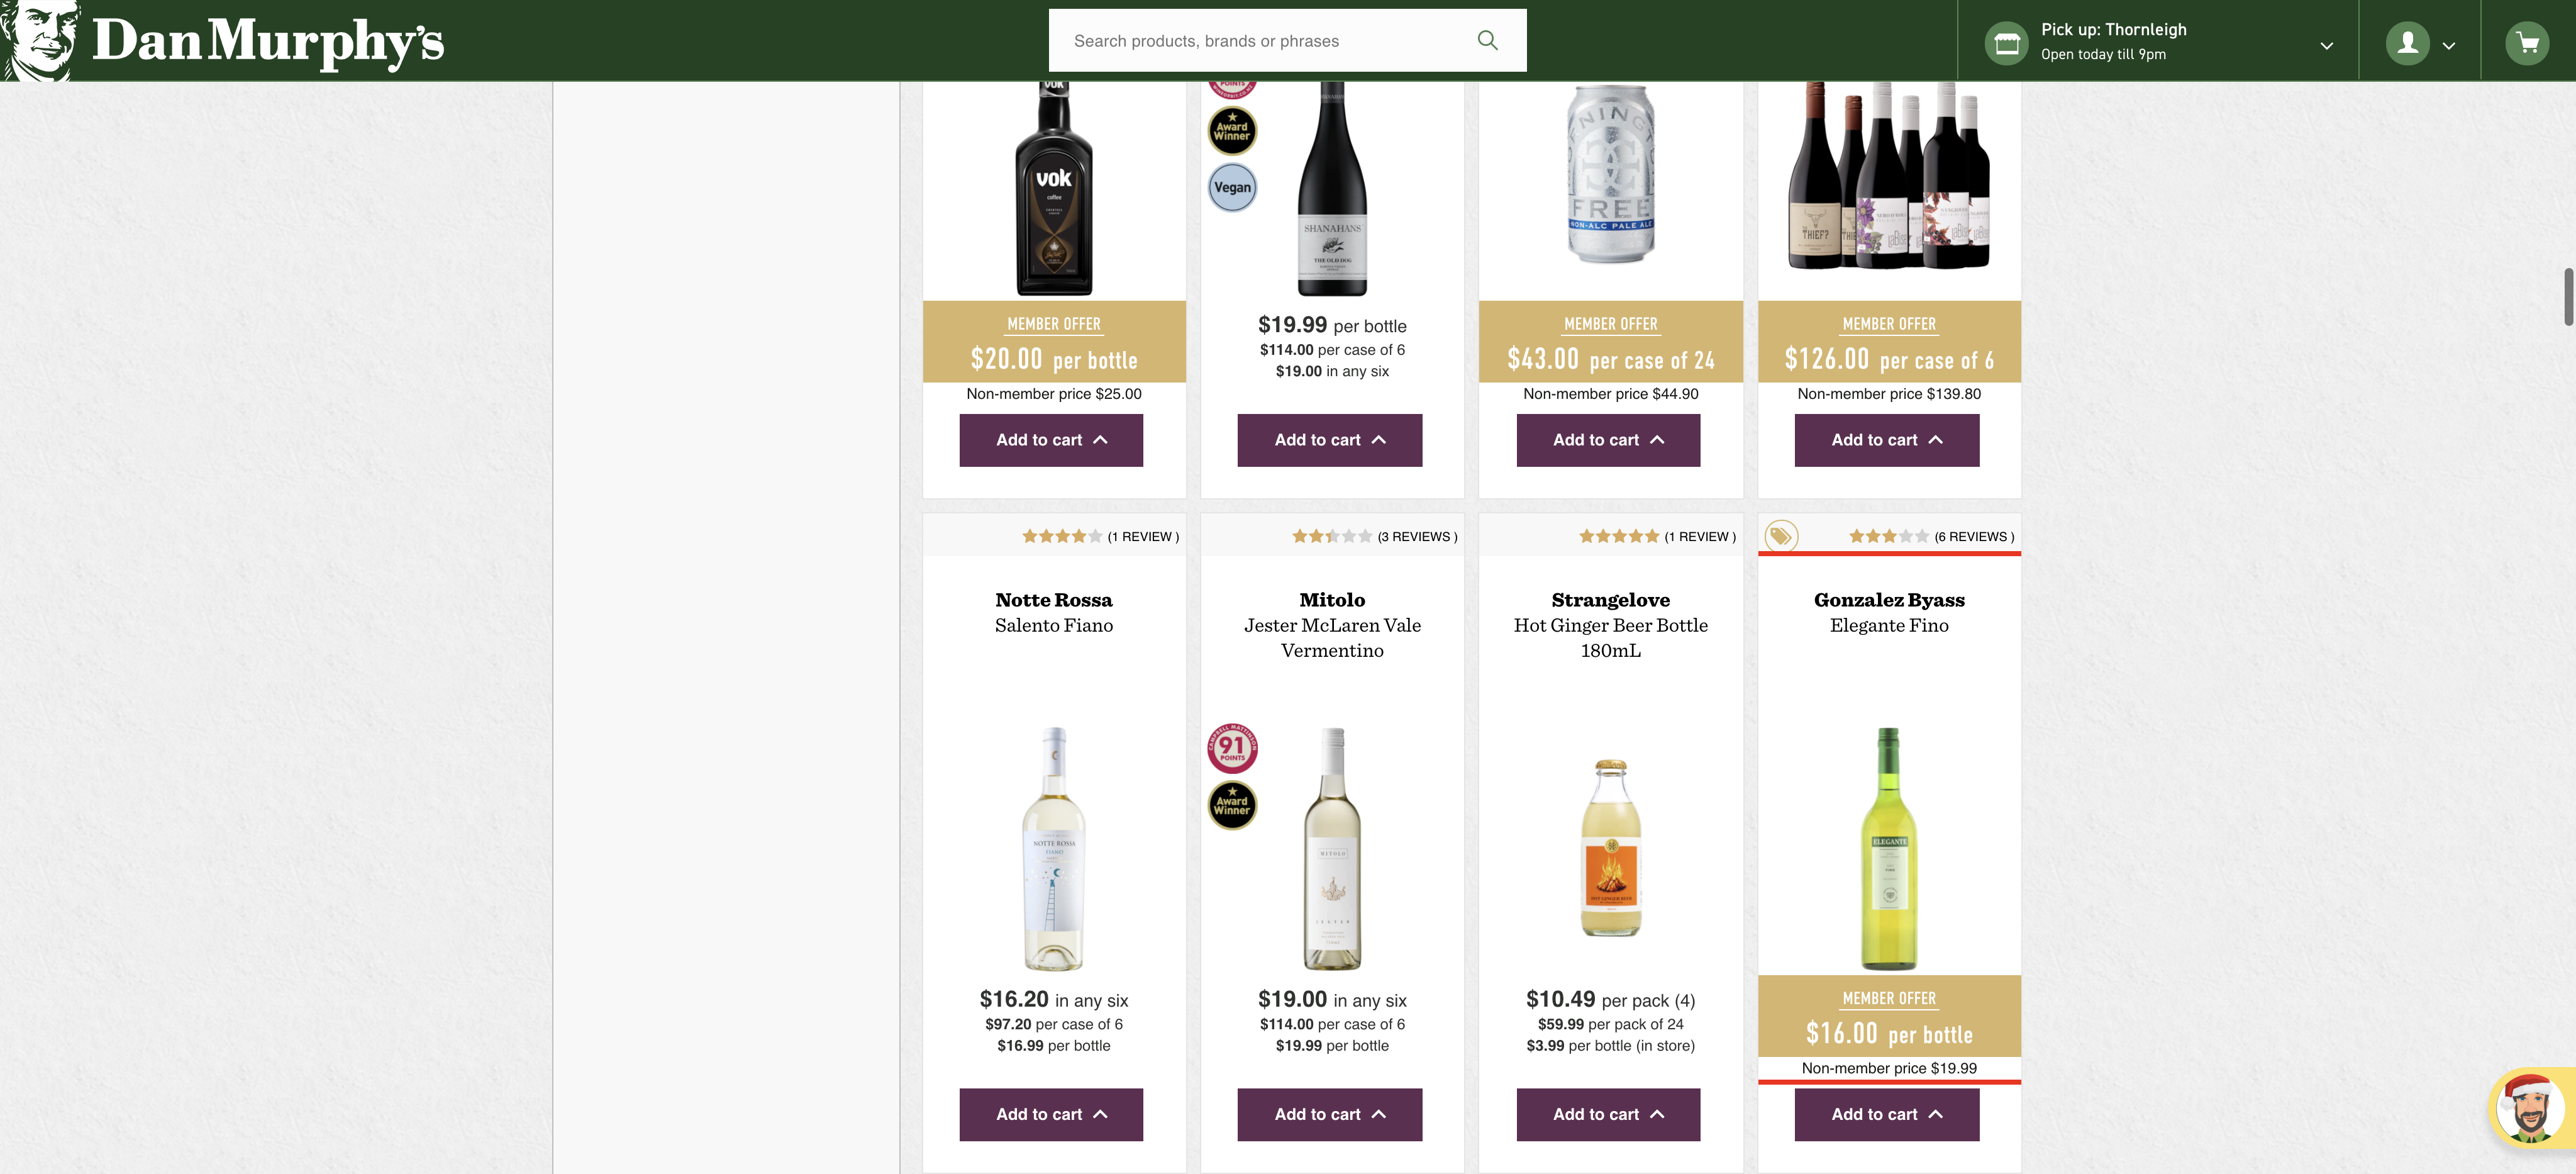 Dan Murphy's
Search products, brands or phrases
Pick up: Thornleigh
Open today till 9pm
VOK
vok
coffee
POINTS
Award
Winner
Vegan
SHANAHANS
THE OLD DOG
FREE
NON-ALC PALE ALE
THIEF?
MEMBER OFFER
$20.00 per bottle
Non-member price $25.00
Add to cart
$19.99 per bottle
$114.00 per case of 6
$19.00 in any six
Add to cart
MEMBER OFFER
$43.00 per case of 24
Non-member price $44.90
Add to cart
MEMBER OFFER
$126.00 per case of 6
Non-member price $139.80
Add to cart
(1 REVIEW )
Notte Rossa
Salento Fiano
NOTTE ROSSA
FIANO
$16.20 in any six
$97.20 per case of 6
$16.99 per bottle
Add to cart
(3 REVIEWS )
Mitolo
Jester McLaren Vale
Vermentino
CAMPBELL MATTINSON
91
POINTS
Award
Winner
MITOLO
JESTER
$19.00 in any six
$114.00 per case of 6
$19.99 per bottle
Add to cart
(1 REVIEW )
Strangelove
Hot Ginger Beer Bottle
180mL
HOT GINGER BEER
$10.49 per pack (4)
$59.99 per pack of 24
$3.99 per bottle (in store)
Add to cart
(6 REVIEWS )
Gonzalez Byass
Elegante Fino
ELEGANTE
FINO
MEMBER OFFER
$16.00 per bottle
Non-member price $19.99
Add to cart